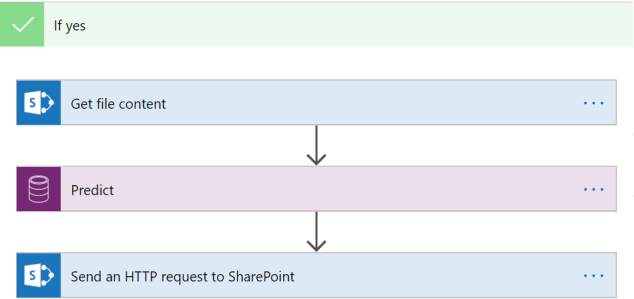 If yes
S Get file content
Predict
S Send an HTTP request to SharePoint